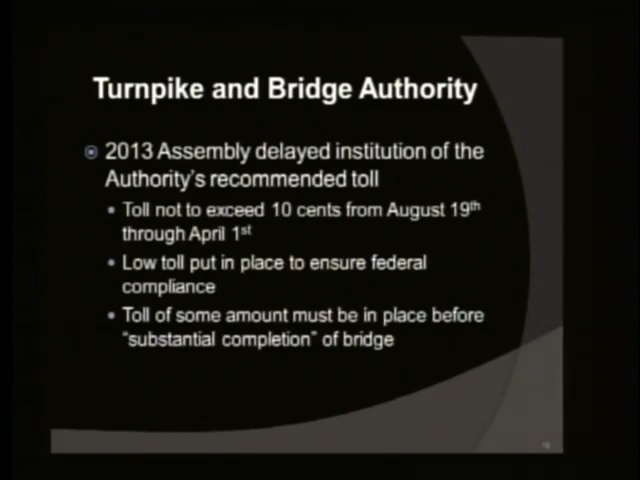 Turnpike and Bridge Authority
2013 Assembly delayed institution of the
Authority's recommended toll
Toll not to exceed 10 cents from August 19th
through April 1st
Low toll put in place to ensure federal
compliance
Toll of some amount must be in place before
"substantial completion" of bridge